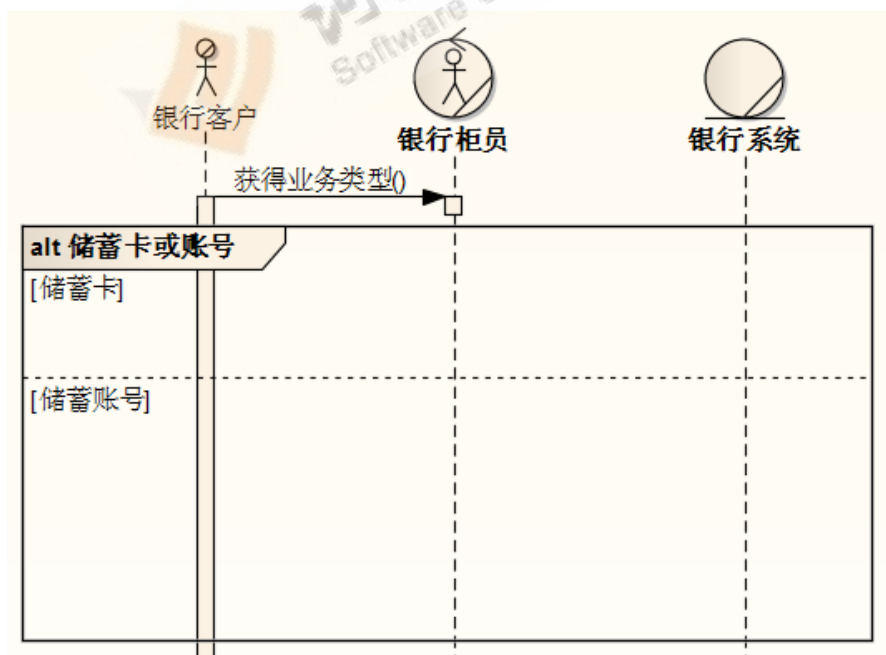 Software
银行客户
银行柜员
银行系统
获得业务类型()
alt 储蓄卡或账号
[储蓄卡]
[储蓄账号]